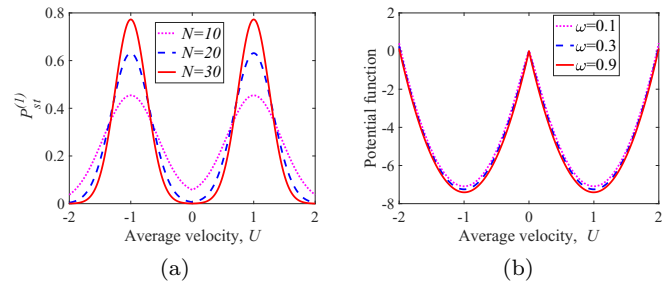 0.8
0.6
0.4
0.2
0
P_st^(1)
N=10
N=20
N=30
-2 -1 0 1 2
Average velocity, U
(a)
0
-2
-4
-6
-8
Potential function
ω=0.1
ω=0.3
ω=0.9
-2 -1 0 1 2
Average velocity, U
(b)